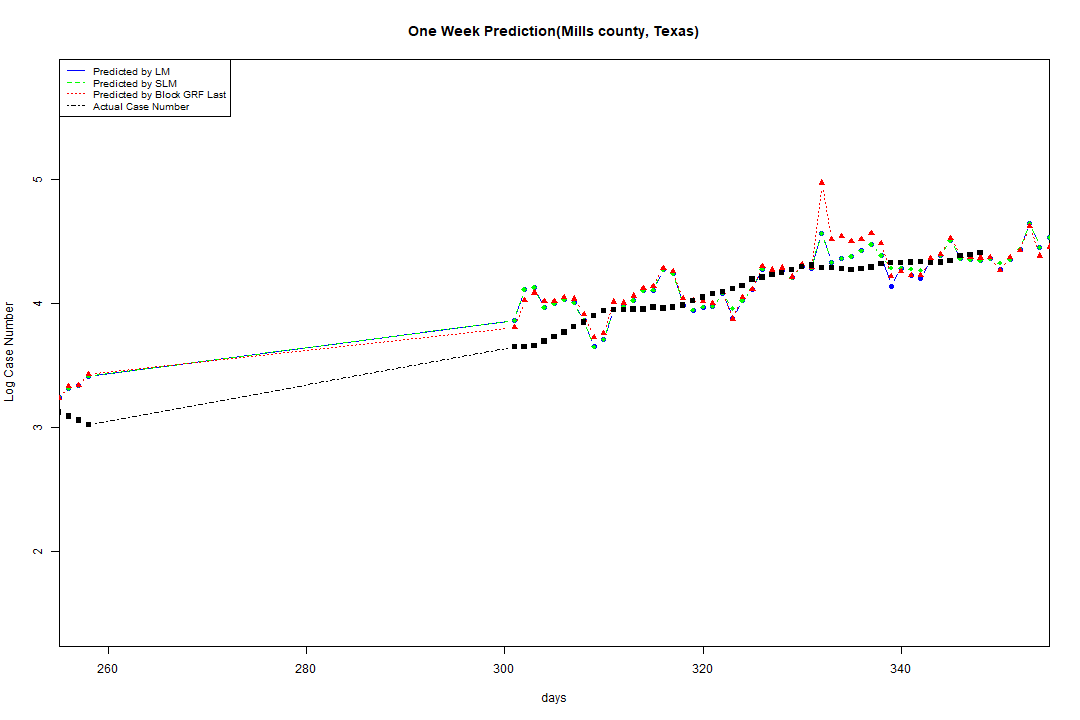 One Week Prediction(Mills county, Texas)
Predicted by LM
Predicted by SLM
Predicted by Block GRF Last
Actual Case Number
5
4
3
2
Log Case Number
260 280 300 320 340
days